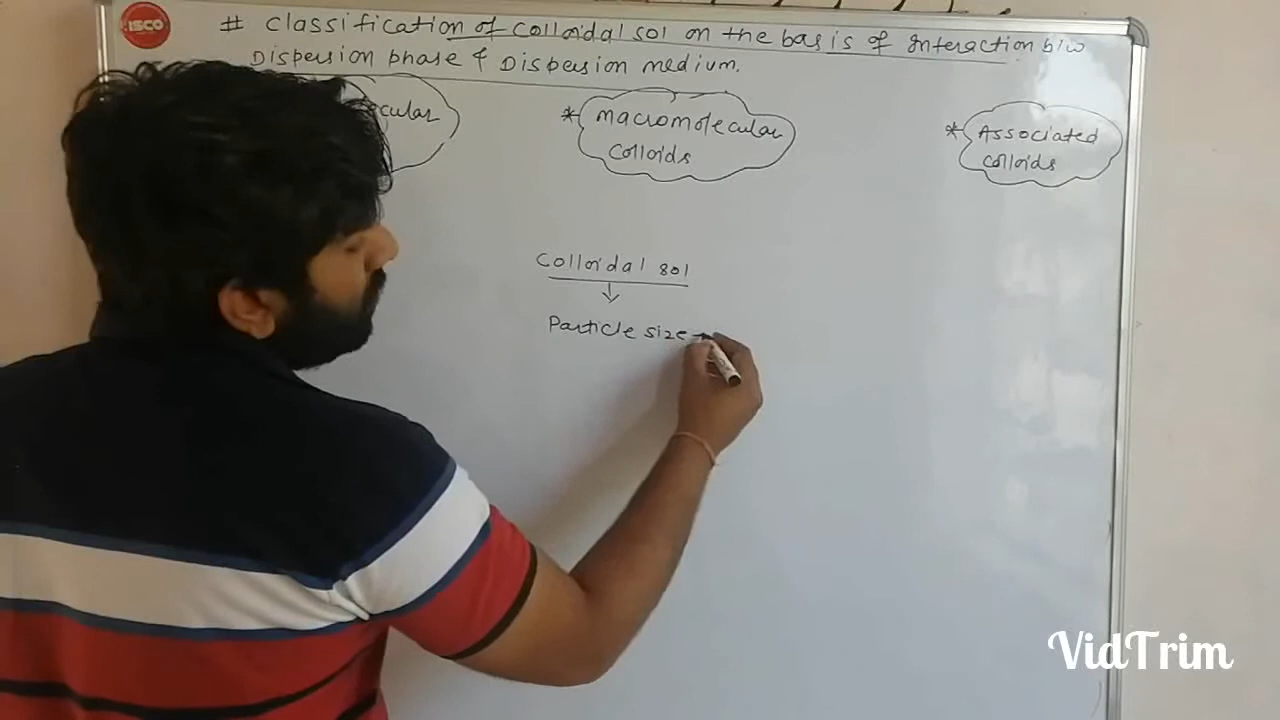 ISCO
# Classification of colloidal sol on the basis of interaction b/w
Dispersion phase & Dispersion medium.
cular
* Macromolecular
colloids
* Associated
colloids
Colloidal sol
↓
Particle size
VidTrim